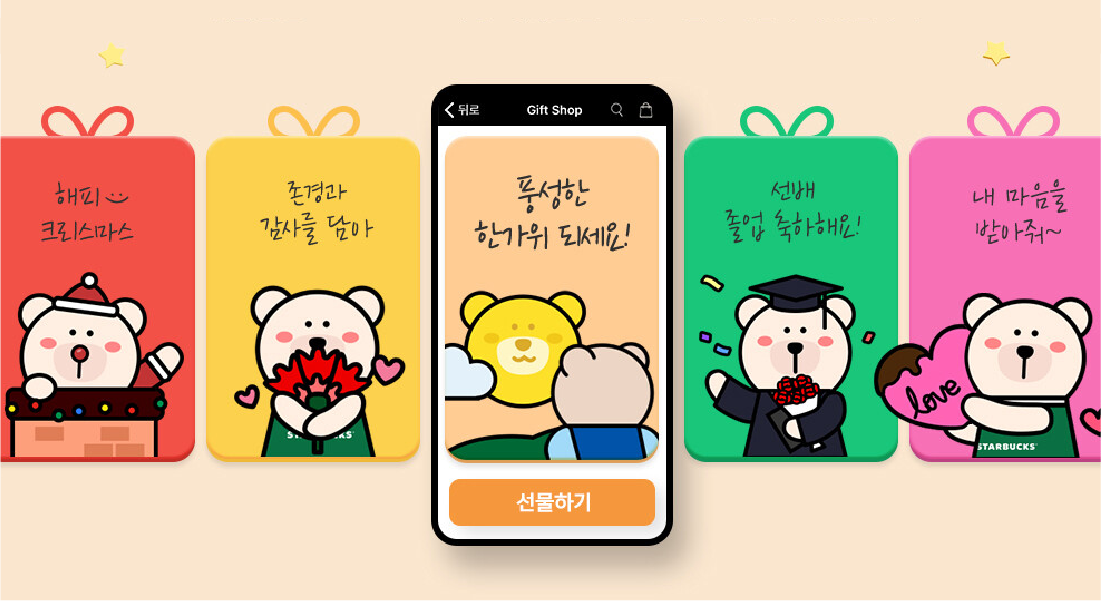 해피
크리스마스
존경과
감사를 담아
STARBUCKS
뒤로
Gift Shop
풍성한
한가위 되세요!
선물하기
선배
졸업 축하해요!
내 마음을
받아줘~
love
STARBUCKS